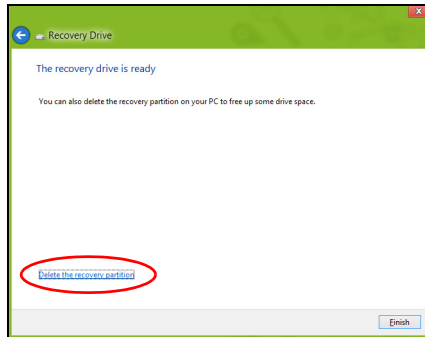 Recovery Drive
The recovery drive is ready
You can also delete the recovery partition on your PC to free up some drive space.
Delete the recovery partition
Finish